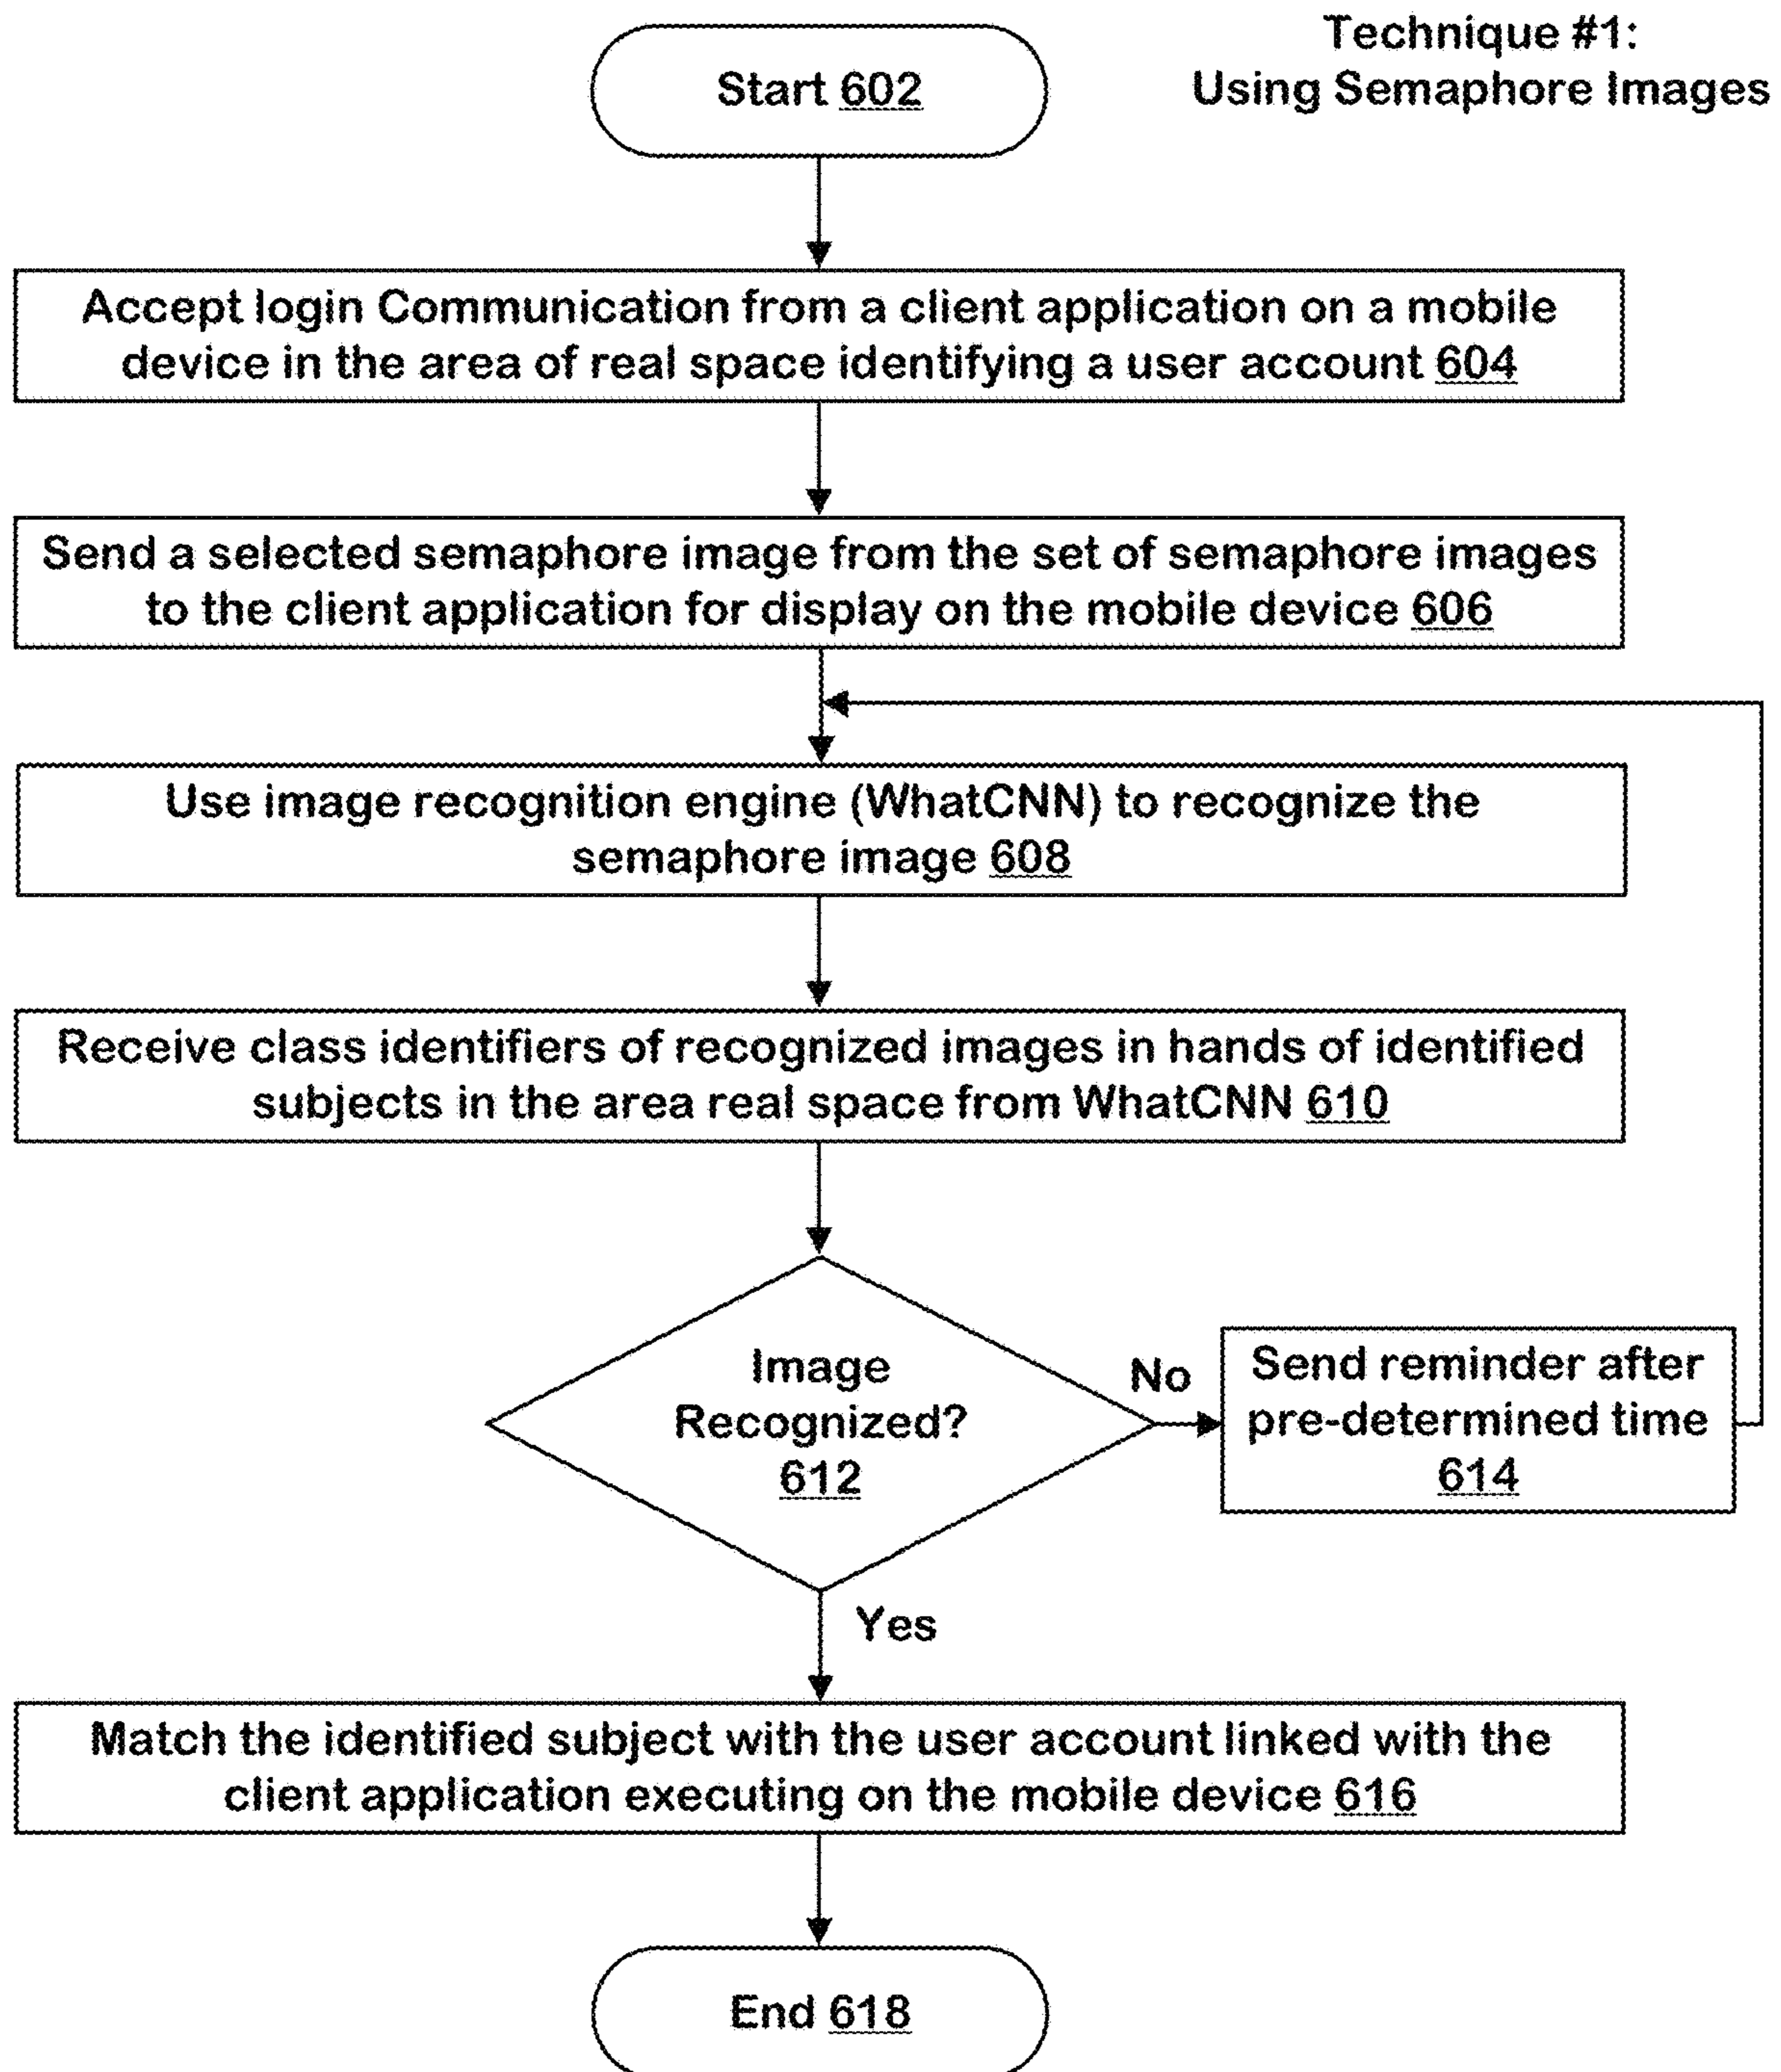 Technique #1:
Using Semaphore Images
Start 602
Accept login Communication from a client application on a mobile
device in the area of real space identifying a user account 604
Send a selected semaphore image from the set of semaphore images
to the client application for display on the mobile device 606
Use image recognition engine (WhatCNN) to recognize the
semaphore image 608
Receive class identifiers of recognized images in hands of identified
subjects in the area real space from WhatCNN 610
Image
Recognized?
612
No
Send reminder after
pre-determined time
614
Yes
Match the identified subject with the user account linked with the
client application executing on the mobile device 616
End 618